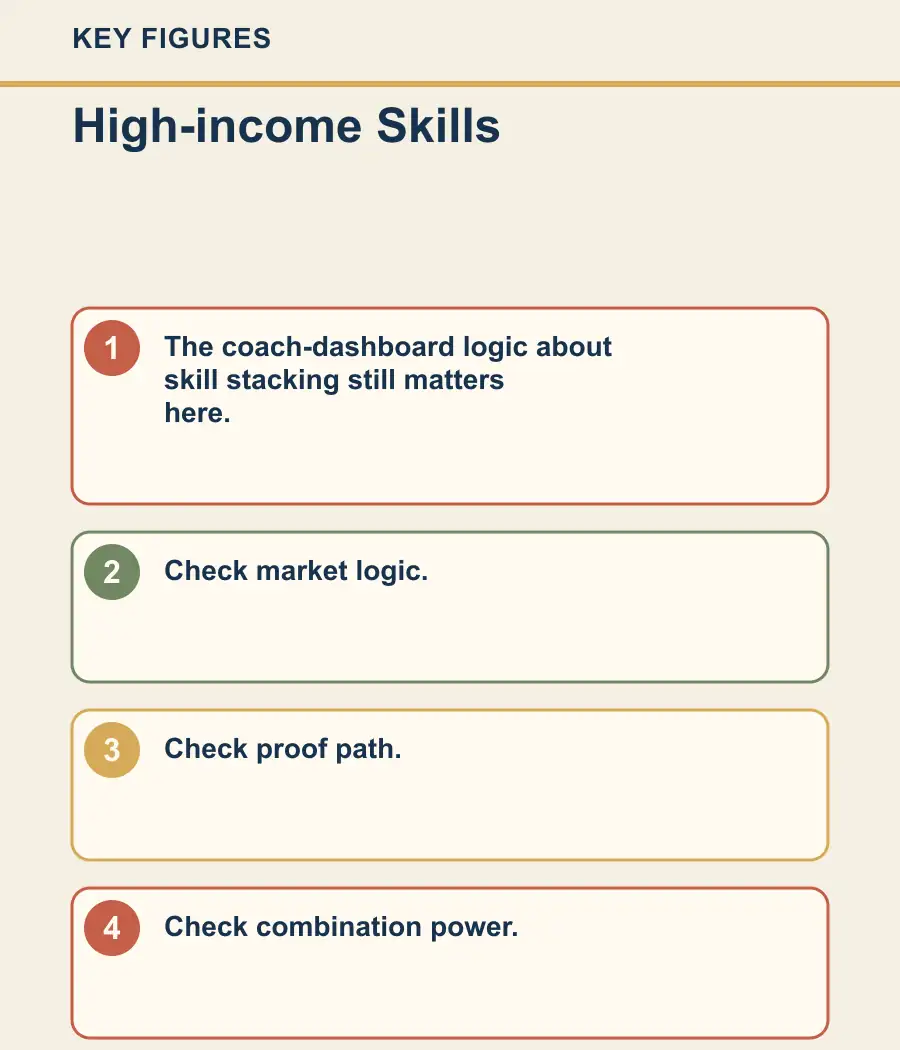 KEY FIGURES
High-income Skills
1
The coach-dashboard logic about
skill stacking still matters
here.
2
Check market logic.
3
Check proof path.
4
Check combination power.